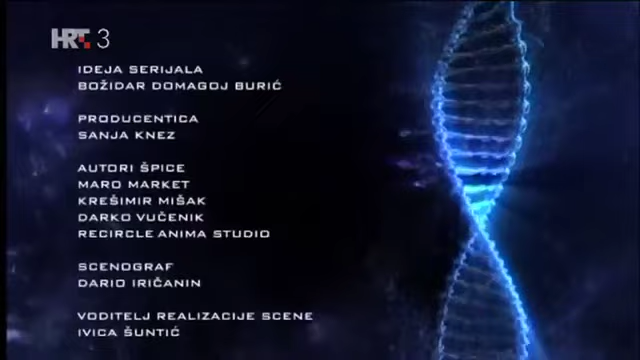 HRT 3
IDEJA SERIJALA
BOŽIDAR DOMAGOJ BURIĆ
PRODUCENTICA
SANJA KNEZ
AUTORI ŠPICE
MARO MARKET
KREŠIMIR MIŠAK
DARKO VUČENIK
RECIRCLE ANIMA STUDIO
SCENOGRAF
DARIO IRIČANIN
VODITELJ REALIZACIJE SCENE
IVICA ŠUNTIĆ